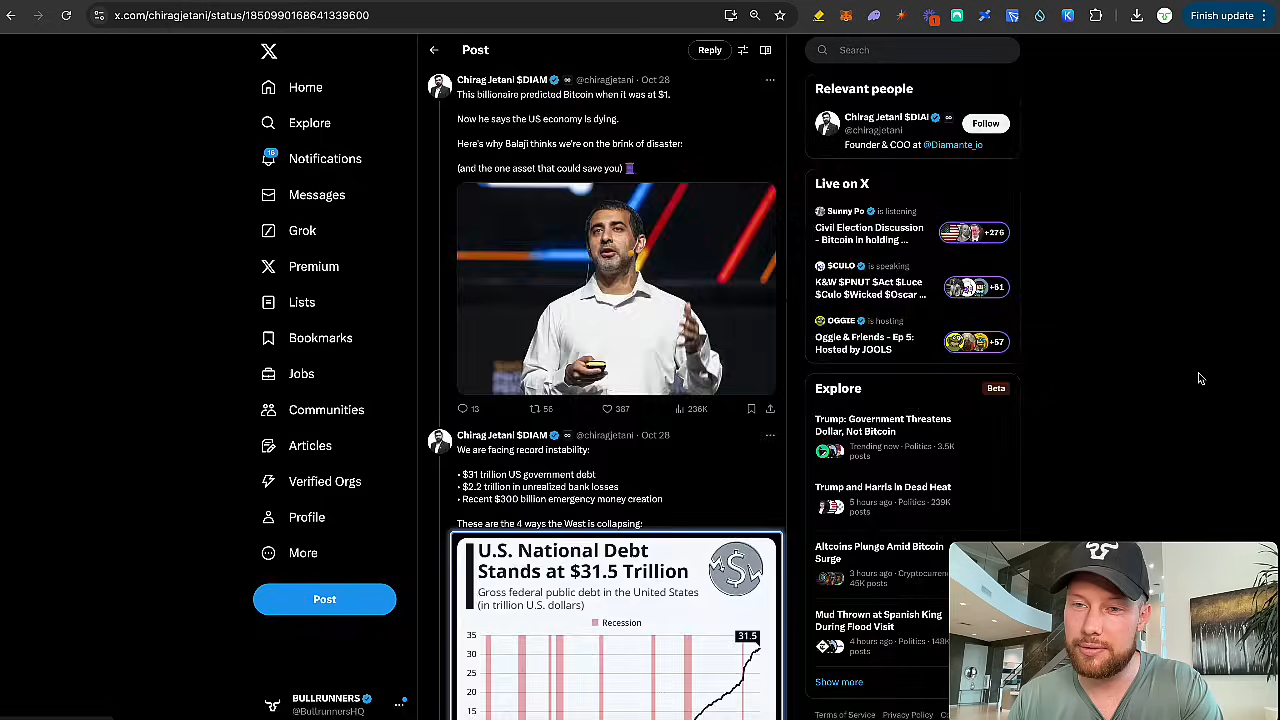 x.com/chiragjetani/status/1850990168641339600
Finish update
Home
Explore
16
Notifications
Messages
Grok
Premium
Lists
Bookmarks
Jobs
Communities
Articles
Verified Orgs
Profile
More
Post
BULLRUNNERS
@BullrunnersHQ
Post
Reply
Chirag Jetani $DIAM @chiragjetani · Oct 28
This billionaire predicted Bitcoin when it was at $1.
Now he says the US economy is dying.
Here's why Balaji thinks we're on the brink of disaster:
(and the one asset that could save you)
13
56
387
236K
Chirag Jetani $DIAM @chiragjetani · Oct 28
We are facing record instability:
• $31 trillion US government debt
• $2.2 trillion in unrealized bank losses
• Recent $300 billion emergency money creation
These are the 4 ways the West is collapsing:
U.S. National Debt
Stands at $31.5 Trillion
Gross federal public debt in the United States
(in trillion U.S. dollars)
Recession
35
31.5
30
25
20
15
Search
Relevant people
Chirag Jetani $DIAM
@chiragjetani
Follow
Founder & COO at @Diamante_io
Live on X
Sunny Po is listening
Civil Election Discussion
- Bitcoin in holding ...
+276
$CULO is speaking
K&W $PNUT $Act $Luce
$Culo $Wicked $Oscar ...
+61
OGGIE is hosting
Oggie & Friends - Ep 5:
Hosted by JOOLS
+57
Explore
Beta
Trump: Government Threatens
Dollar, Not Bitcoin
Trending now · Politics · 3.5K
posts
Trump and Harris in Dead Heat
5 hours ago · Politics · 239K
posts
Altcoins Plunge Amid Bitcoin
Surge
3 hours ago · Cryptocurrency
45K posts
Mud Thrown at Spanish King
During Flood Visit
4 hours ago · Politics · 148K
posts
Show more
Terms of Service
Privacy Policy